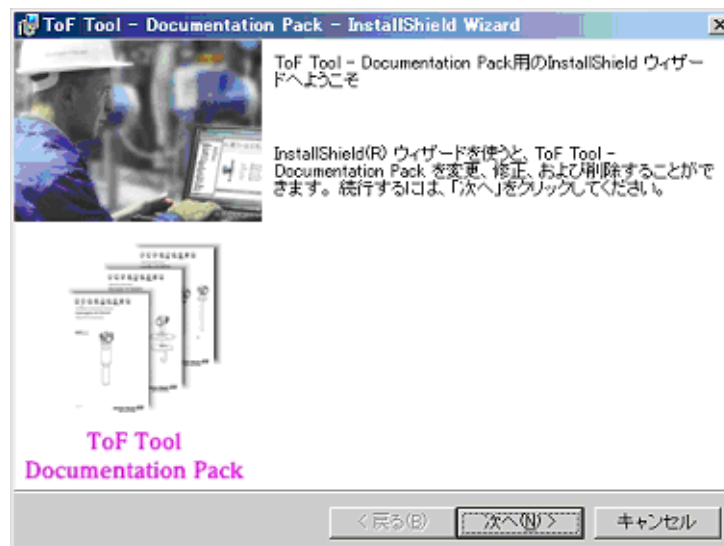 ToF Tool - Documentation Pack - InstallShield Wizard
ToF Tool - Documentation Pack用のInstallShield ウィザー
ドへようこそ
InstallShield(R) ウィザードを使うと、ToF Tool -
Documentation Pack を変更、修正、および削除することがで
きます。続行するには、「次へ」をクリックしてください。
ToF Tool
Documentation Pack
< 戻る(B)
次へ(N) >
キャンセル